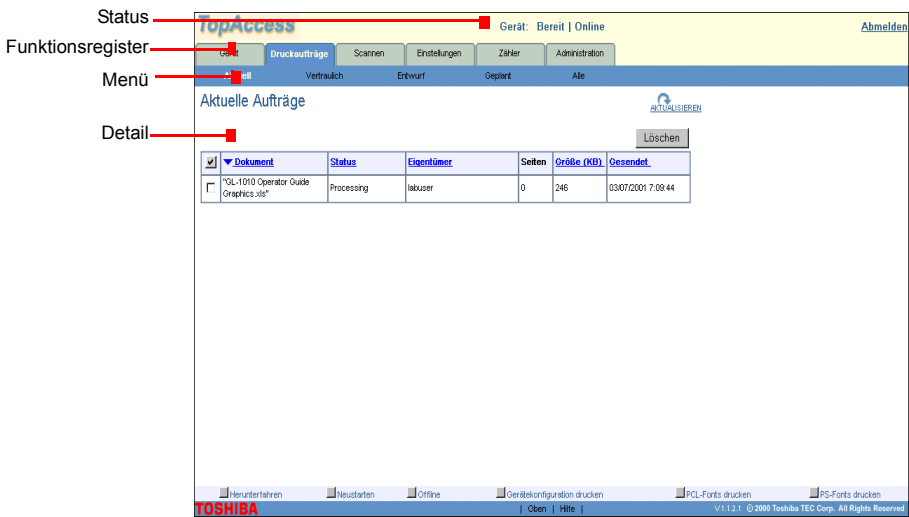 Status
Funktionsregister
Menü
Detail
TopAccess
Gerät: Bereit | Online
Abmelden
Gerät Druckaufträge Scannen Einstellungen Zähler Administration
Aktuell Vertraulich Entwurf Geplant Alle
Aktuelle Aufträge
AKTUALISIEREN
Löschen
Dokument Status Eigentümer Seiten Größe (KB) Gesendet
"GL-1010 Operator Guide Graphics.xls" Processing labuser 0 246 03/07/2001 7:09:44
Herunterfahren Neustarten Offline Gerätekonfiguration drucken PCL-Fonts drucken PS-Fonts drucken
TOSHIBA | Oben | Hilfe | V.1.1.2.1 © 2000 Toshiba TEC Corp. All Rights Reserved